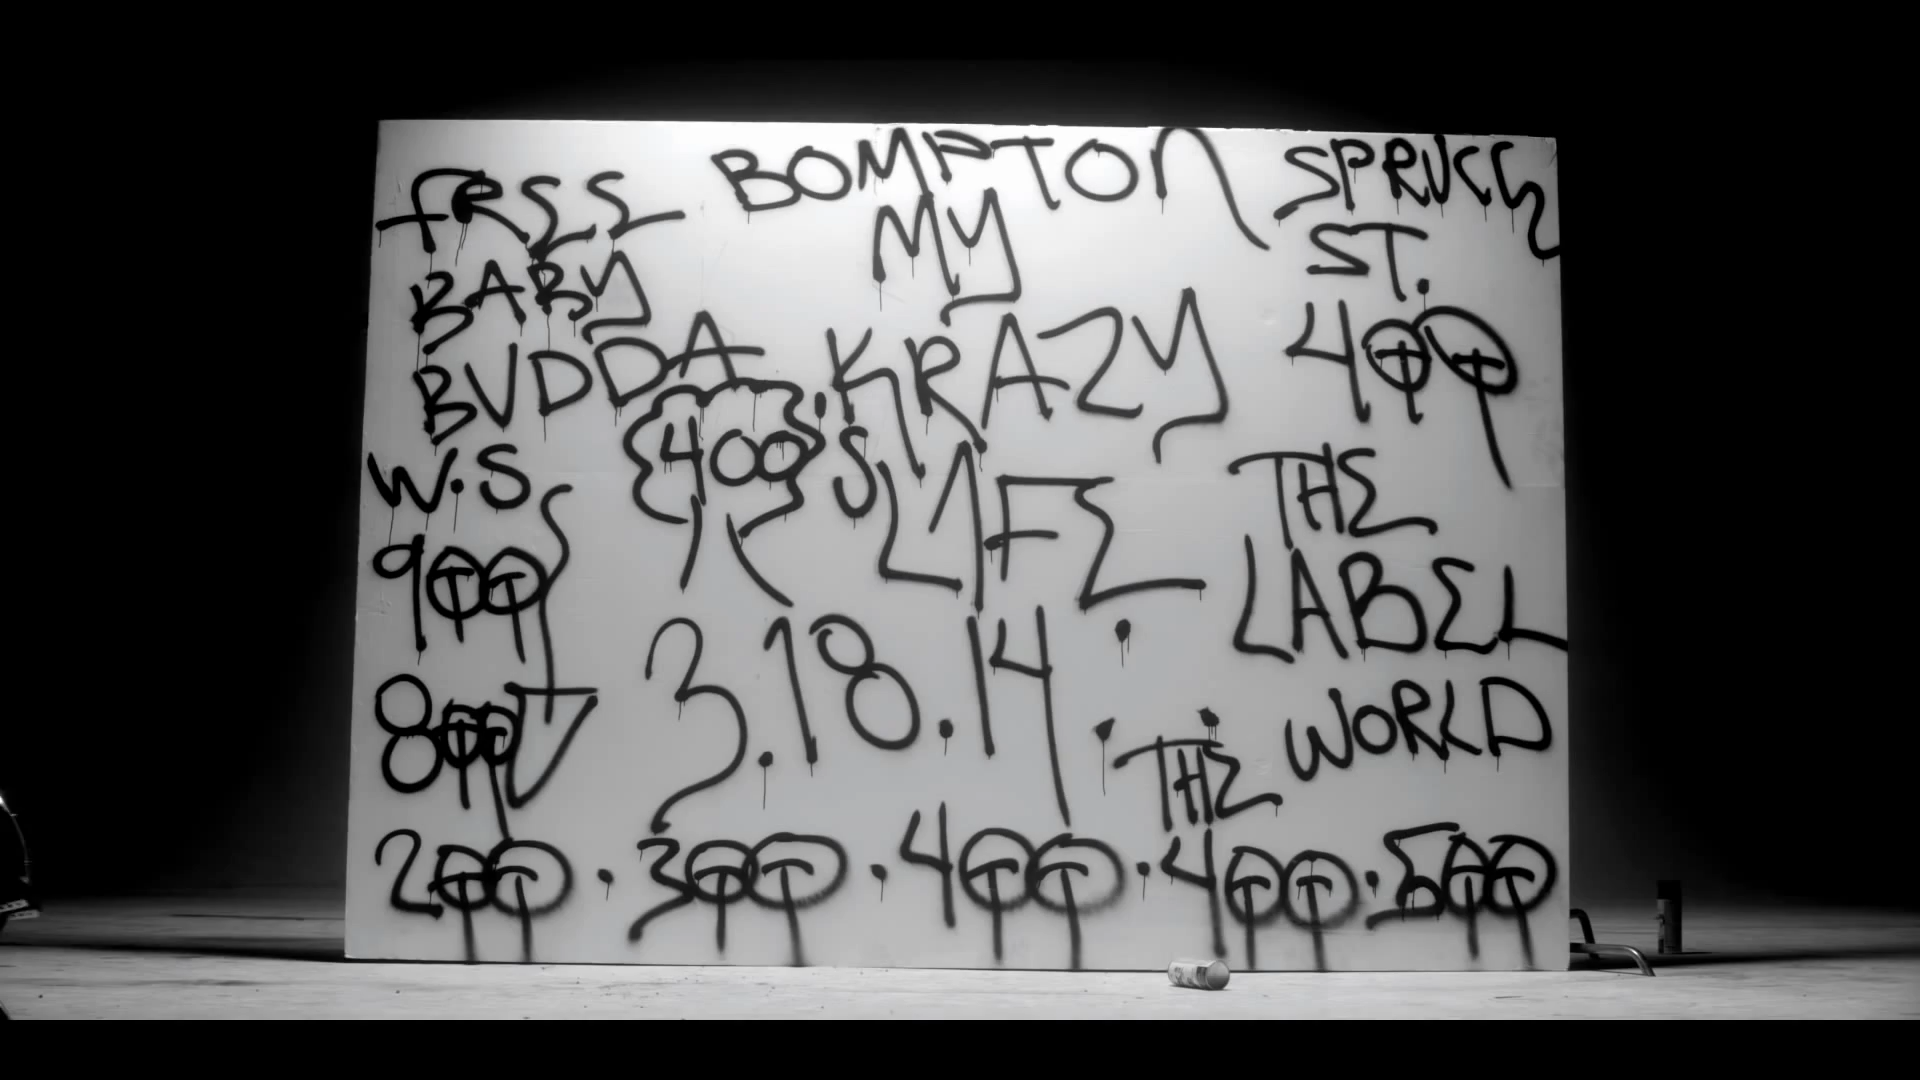 FREE
BABY
BUDDA
W.S
900
800
BOMPTON
MY
KRAZY
LIFE
400'S
3.18.14
SPRUCE
ST.
400
THE
LABEL
THE WORLD
200 · 300 · 400 · 400 · 500